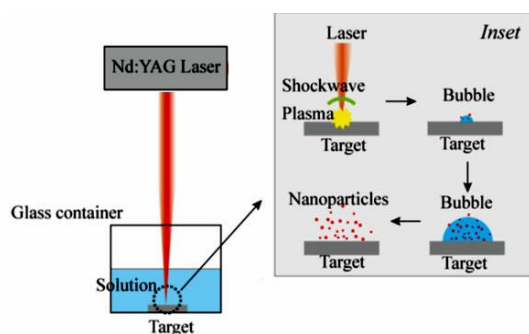 Nd:YAG Laser
Glass container
Solution
Target
Inset
Laser
Shockwave
Plasma
Target
Bubble
Target
Nanoparticles
Target
Bubble
Target